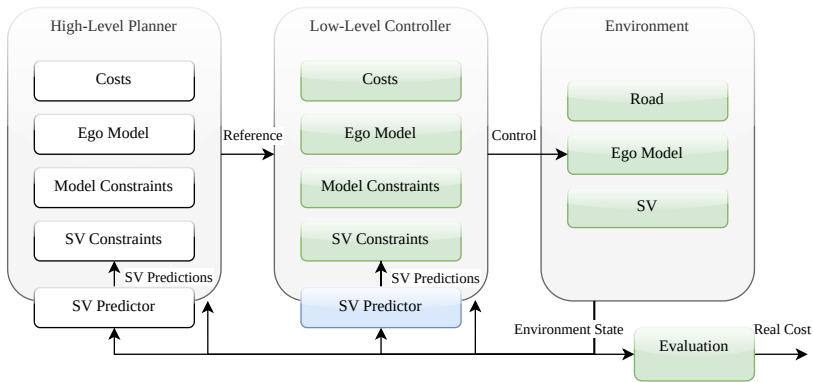 High-Level Planner
Costs
Ego Model
Model Constraints
SV Constraints
SV Predictions
SV Predictor
Reference
Low-Level Controller
Costs
Ego Model
Model Constraints
SV Constraints
SV Predictions
SV Predictor
Control
Environment
Road
Ego Model
SV
Environment State
Evaluation
Real Cost